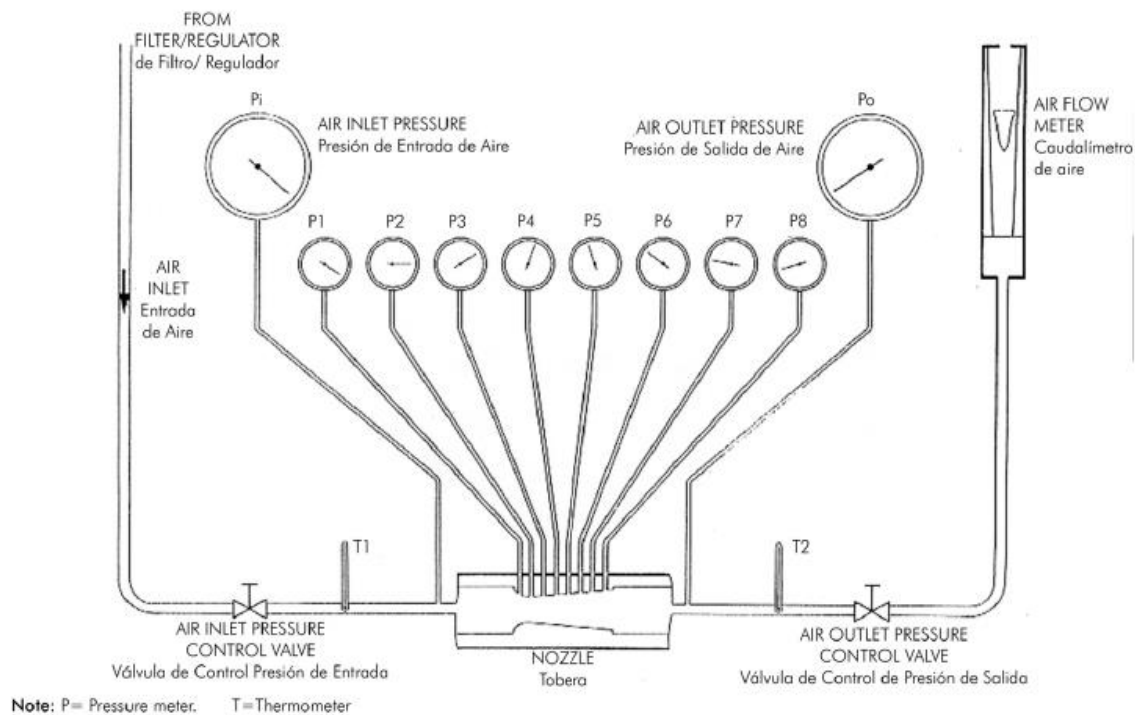 FROM
FILTER/REGULATOR
de Filtro/ Regulador
Pi
AIR INLET PRESSURE
Presión de Entrada de Aire
Po
AIR OUTLET PRESSURE
Presión de Salida de Aire
AIR FLOW
METER
Caudalímetro
de aire
P1
P2
P3
P4
P5
P6
P7
P8
AIR
INLET
Entrada
de Aire
T1
T2
AIR INLET PRESSURE
CONTROL VALVE
Válvula de Control Presión de Entrada
NOZZLE
Tobera
AIR OUTLET PRESSURE
CONTROL VALVE
Válvula de Control de Presión de Salida
Note: P= Pressure meter. T=Thermometer